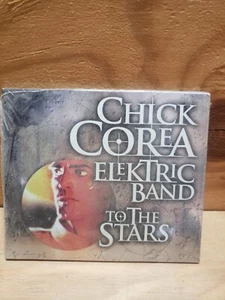 CHICK
COREA
ELEKTRIC
BAND
TO THE
STARS